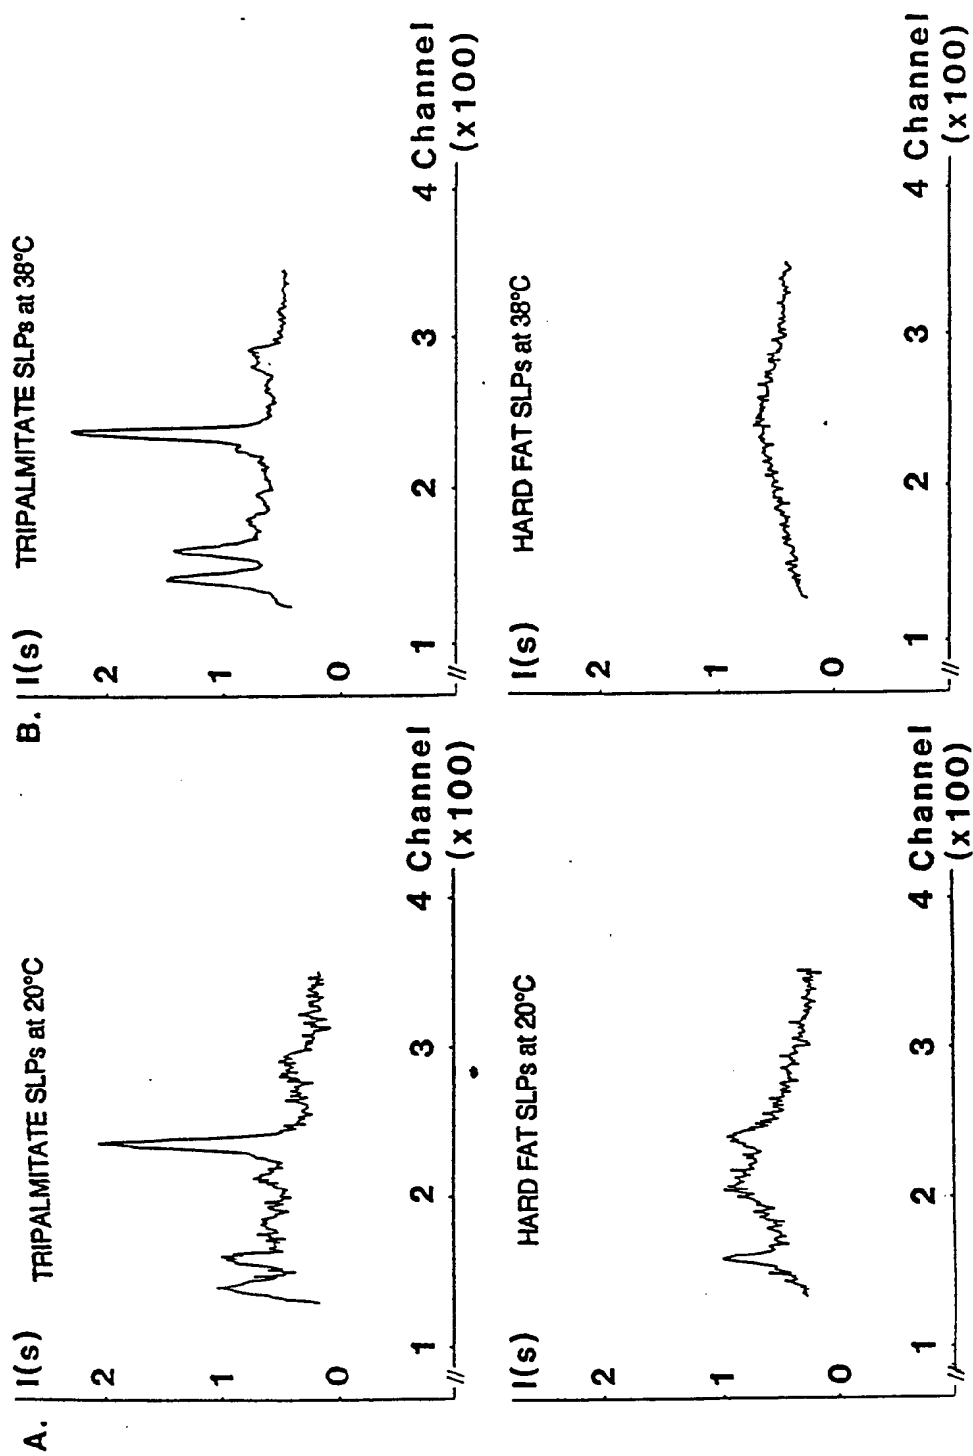 A.
TRIPALMITATE SLPs at 20°C
I(s)
2
1
0
1
2
3
4 Channel
(x100)
HARD FAT SLPs at 20°C
I(s)
2
1
0
1
2
3
4 Channel
(x100)
B.
TRIPALMITATE SLPs at 38°C
I(s)
2
1
0
1
2
3
4 Channel
(x100)
HARD FAT SLPs at 38°C
I(s)
2
1
0
1
2
3
4 Channel
(x100)